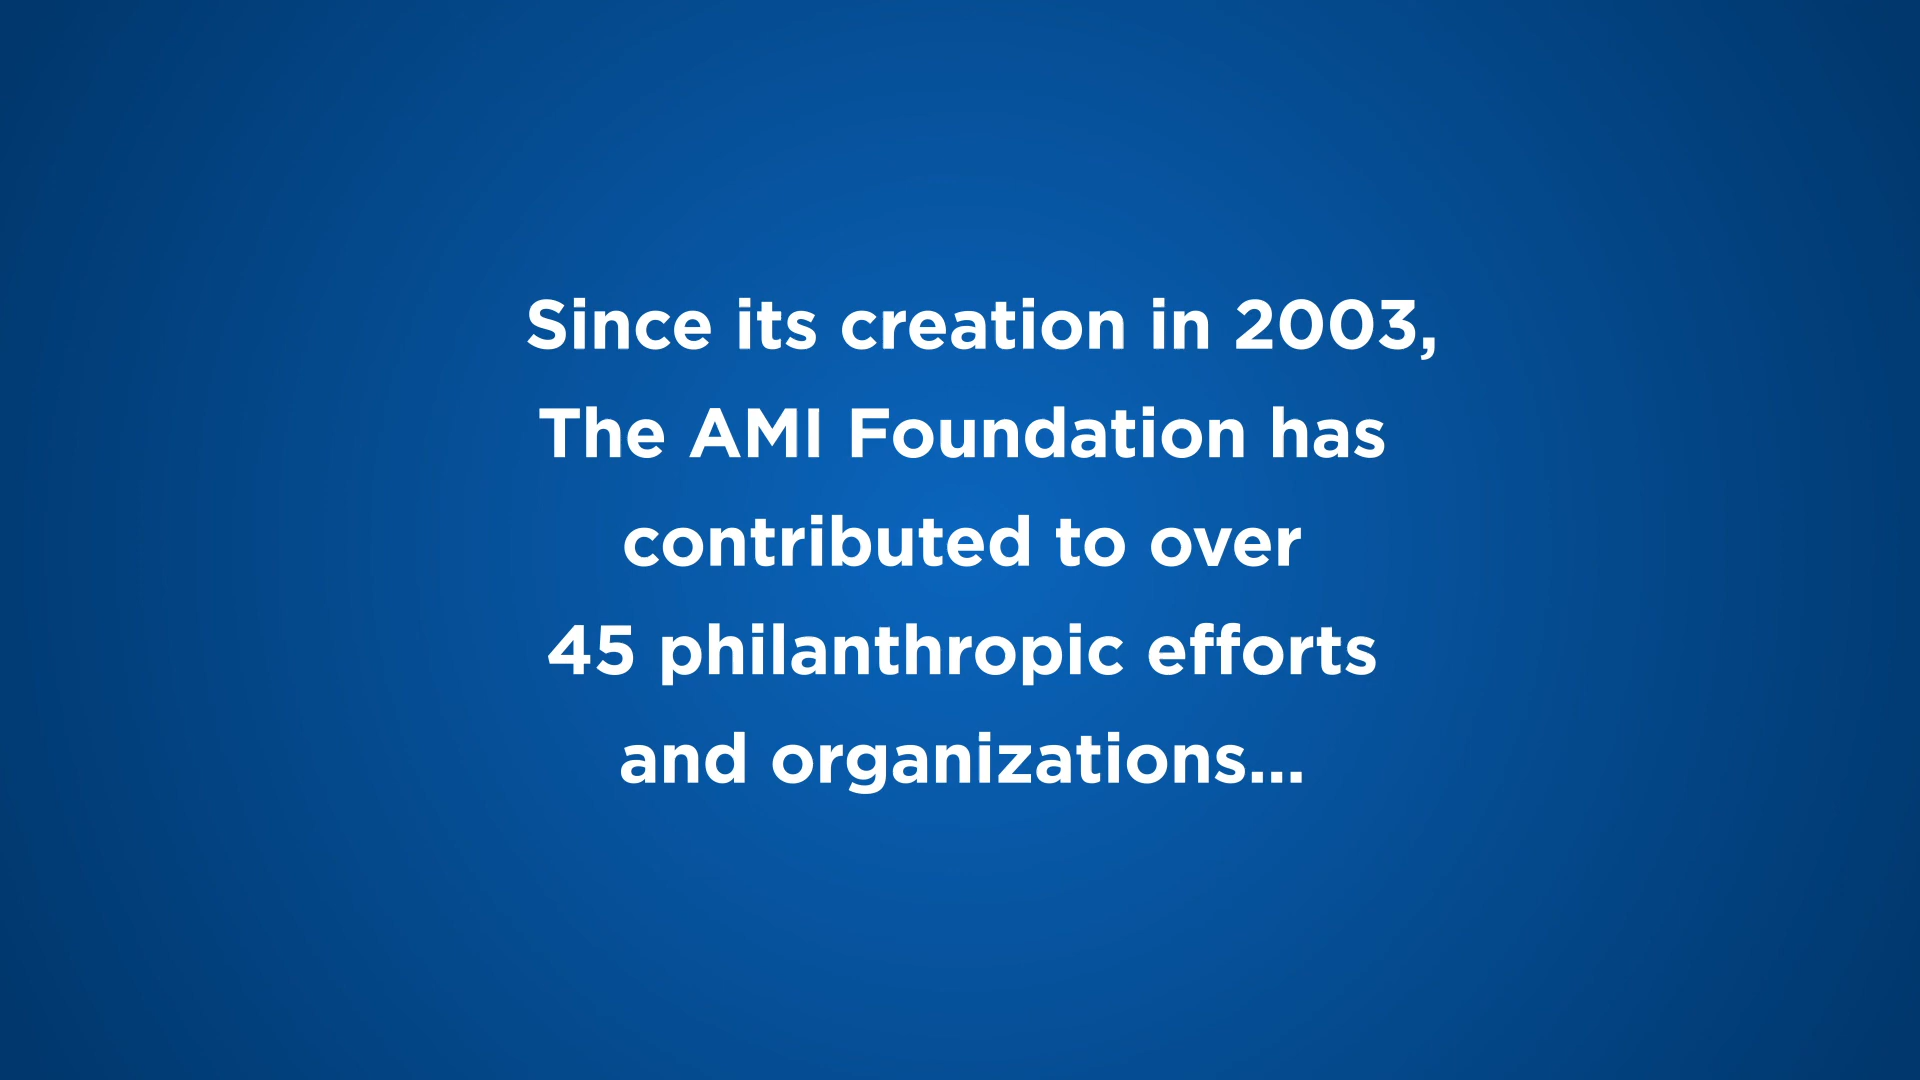 Since its creation in 2003,
The AMI Foundation has
contributed to over
45 philanthropic efforts
and organizations...